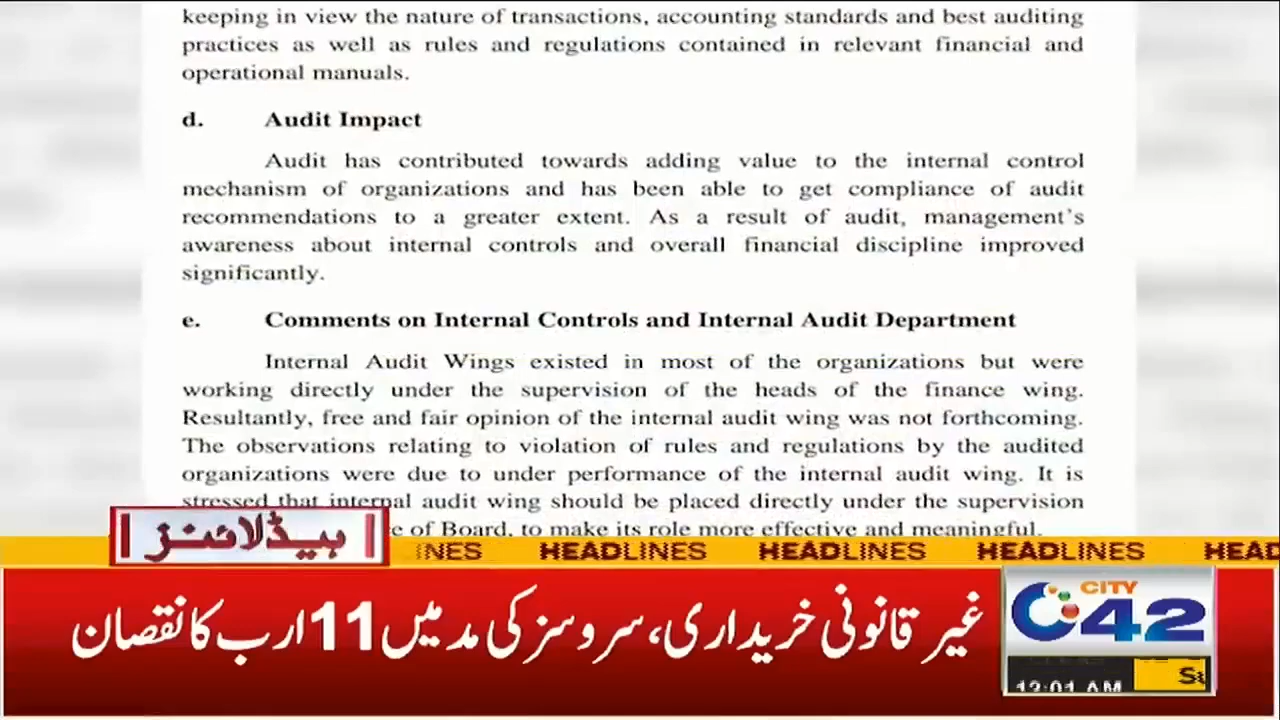 keeping in view the nature of transactions, accounting standards and best auditing
practices as well as rules and regulations contained in relevant financial and
operational manuals.
d. Audit Impact
Audit has contributed towards adding value to the internal control
mechanism of organizations and has been able to get compliance of audit
recommendations to a greater extent. As a result of audit, management's
awareness about internal controls and overall financial discipline improved
significantly.
e. Comments on Internal Controls and Internal Audit Department
Internal Audit Wings existed in most of the organizations but were
working directly under the supervision of the heads of the finance wing.
Resultantly, free and fair opinion of the internal audit wing was not forthcoming.
The observations relating to violation of rules and regulations by the audited
organizations were due to under performance of the internal audit wing. It is
stressed that internal audit wing should be placed directly under the supervision
of Board, to make its role more effective and meaningful.
ہیڈلائنز
HEADLINES HEADLINES HEADLINES
غیر قانونی خریداری، سروسز کی مد میں 11 ارب کا نقصان
CITY
42
12:01 AM